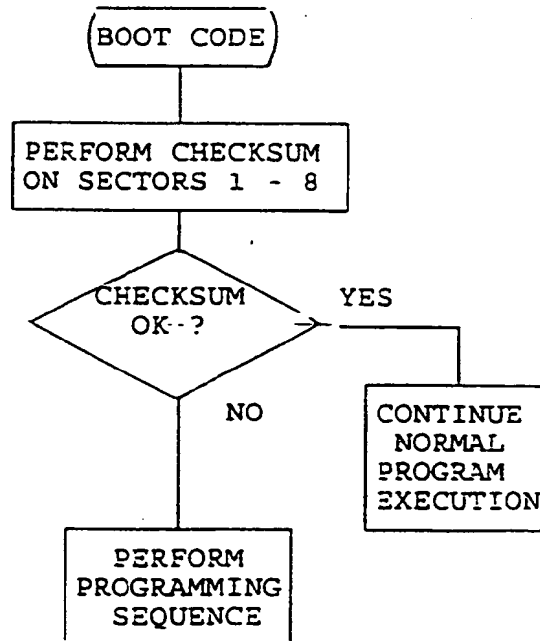 BOOT CODE
PERFORM CHECKSUM
ON SECTORS 1 - 8
CHECKSUM
OK--?
YES
NO
CONTINUE
NORMAL
PROGRAM
EXECUTION
PERFORM
PROGRAMMING
SEQUENCE